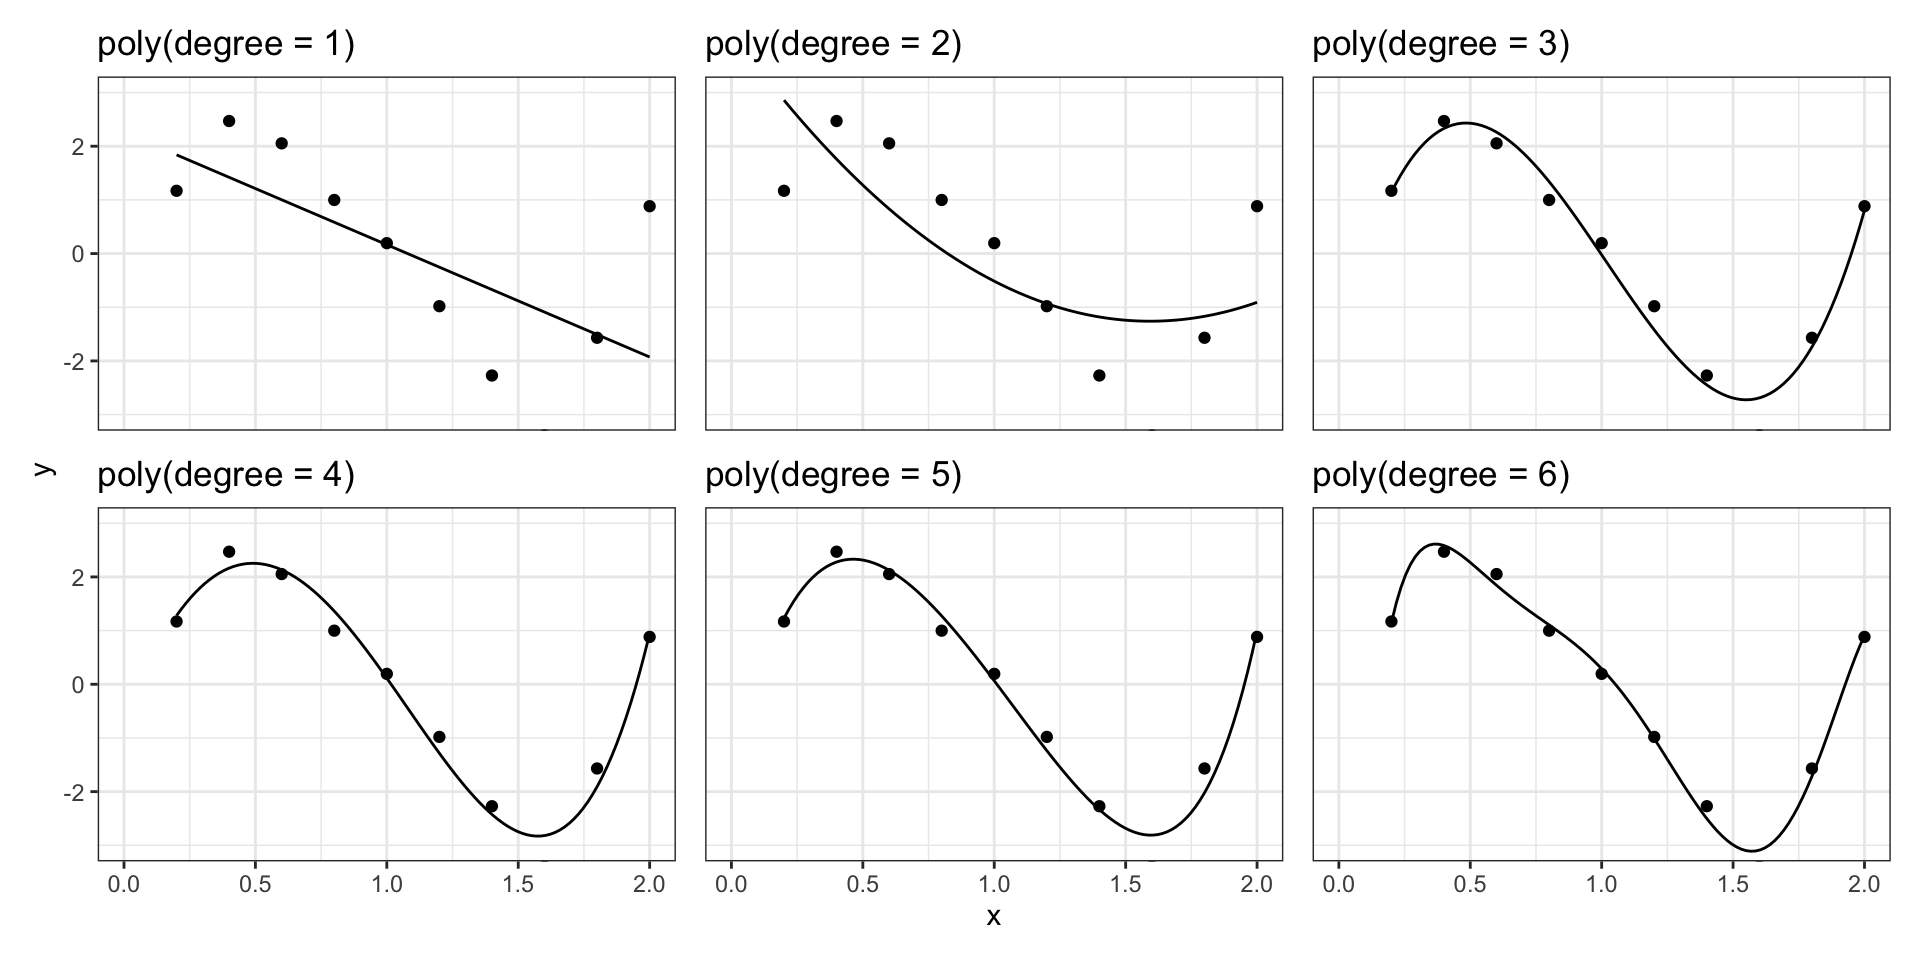 poly(degree = 1)
poly(degree = 2)
poly(degree = 3)
2
0
-2
y
poly(degree = 4)
poly(degree = 5)
poly(degree = 6)
2
0
-2
0.0 0.5 1.0 1.5 2.0
0.0 0.5 1.0 1.5 2.0
0.0 0.5 1.0 1.5 2.0
x